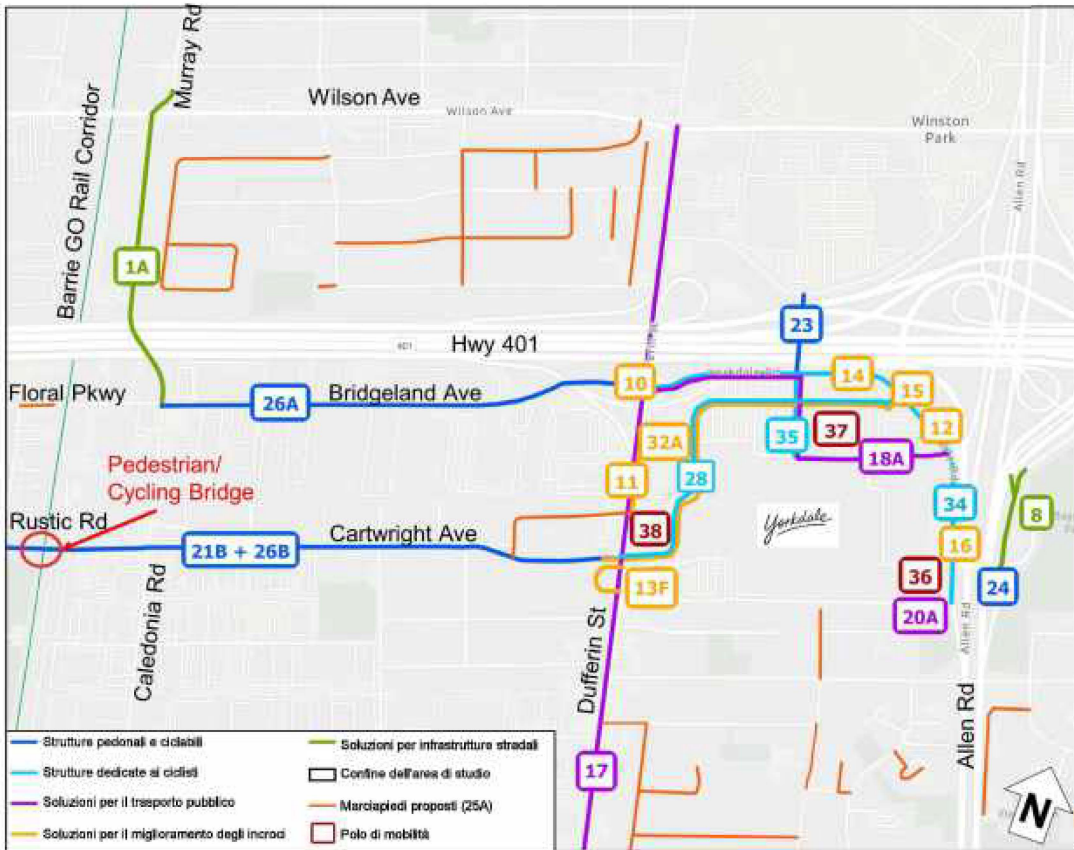 Murray Rd
Wilson Ave
Wilson Ave
Winston
Park
Allen Rd
Barrie GO Rail Corridor
1A
Hwy 401
401
23
Floral Pkwy
26A
Bridgeland Ave
10
14
15
12
32A
35
37
18A
Pedestrian/
Cycling Bridge
11
28
34
8
Rustic Rd
21B + 26B
Cartwright Ave
38
Yorkdale
16
36
24
13F
20A
Caledonia Rd
Dufferin St
Allen Rd
Allen Rd
17
N
Strutture pedonali e ciclabili
Strutture dedicate ai ciclisti
Soluzioni per il trasporto pubblico
Soluzioni per il miglioramento degli incroci
Soluzioni per infrastrutture stradali
Confine dell'area di studio
Marciapiedi proposti (25A)
Polo di mobilità